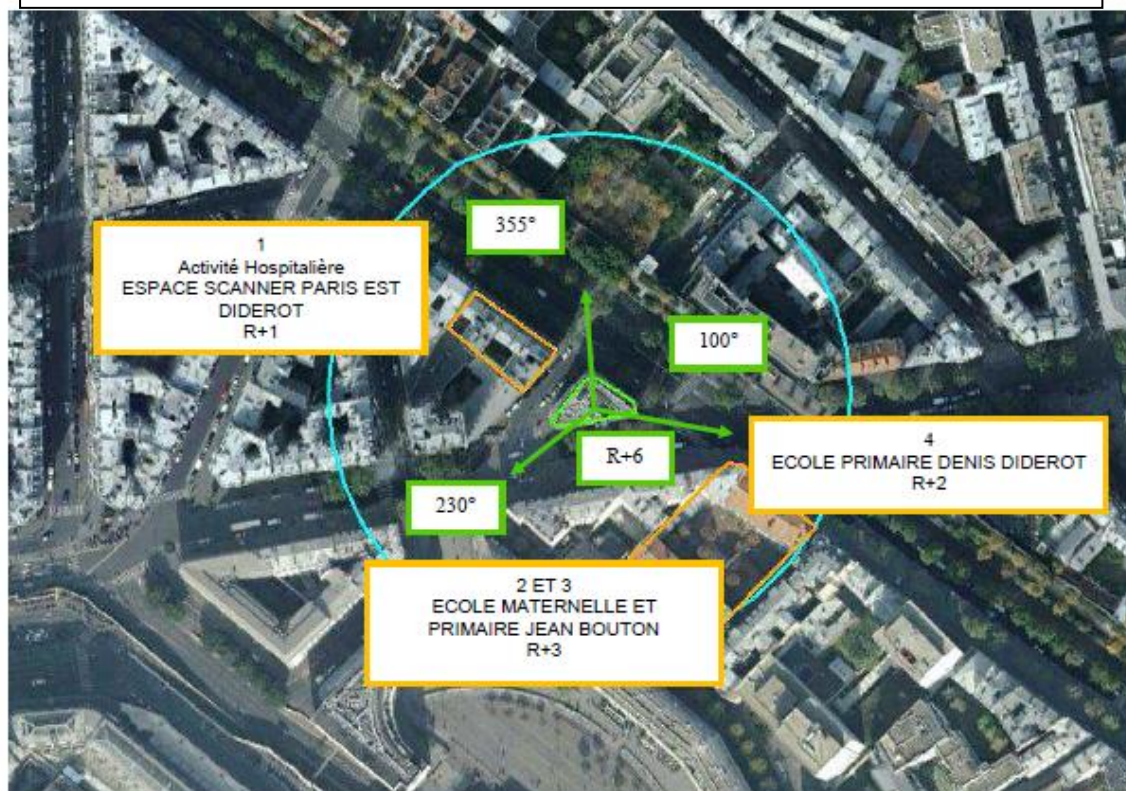 355°
1
Activité Hospitalière
ESPACE SCANNER PARIS EST
DIDEROT
R+1
100°
R+6
4
ECOLE PRIMAIRE DENIS DIDEROT
R+2
230°
2 ET 3
ECOLE MATERNELLE ET
PRIMAIRE JEAN BOUTON
R+3